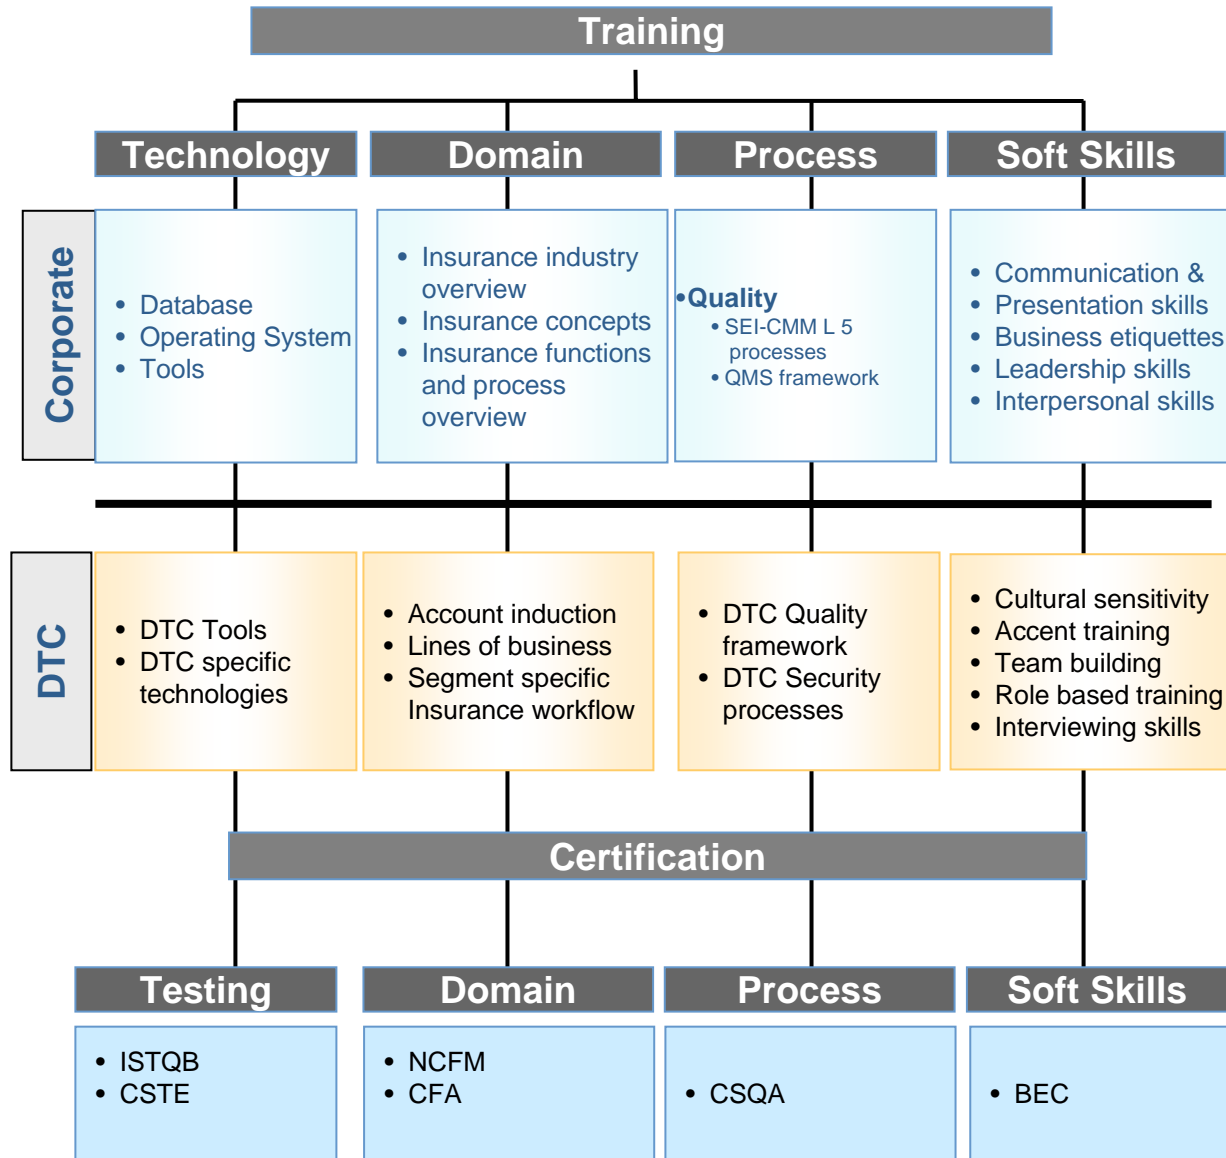 Training
Technology
Domain
Process
Soft Skills
Corporate
• Database
• Operating System
• Tools
• Insurance industry
overview
• Insurance concepts
• Insurance functions
and process
overview
•Quality
• SEI-CMM L 5
processes
• QMS framework
• Communication &
• Presentation skills
• Business etiquettes
• Leadership skills
• Interpersonal skills
DTC
• DTC Tools
• DTC specific
technologies
• Account induction
• Lines of business
• Segment specific
Insurance workflow
• DTC Quality
framework
• DTC Security
processes
• Cultural sensitivity
• Accent training
• Team building
• Role based training
• Interviewing skills
Certification
Testing
Domain
Process
Soft Skills
• ISTQB
• CSTE
• NCFM
• CFA
• CSQA
• BEC